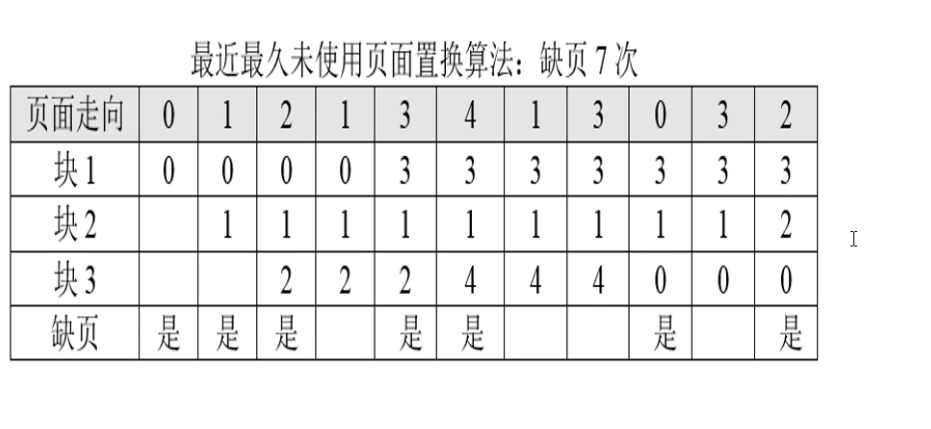 最近最久未使用页面置换算法：缺页 7 次
页面走向 0 1 2 1 3 4 1 3 0 3 2
块 1 0 0 0 0 3 3 3 3 3 3 3
块 2 1 1 1 1 1 1 1 1 1 2
块 3 2 2 2 4 4 4 0 0 0
缺页 是 是 是 是 是 是 是